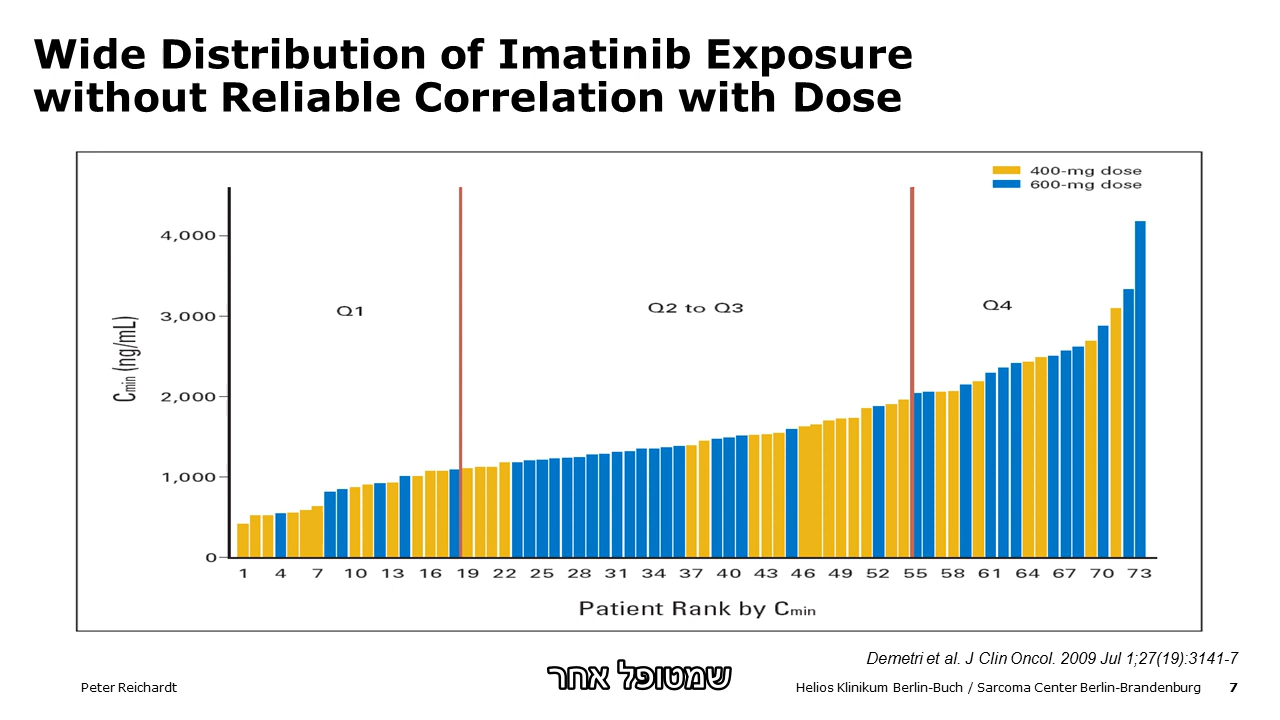 Wide Distribution of Imatinib Exposure
without Reliable Correlation with Dose
400-mg dose
600-mg dose
4,000
3,000
2,000
1,000
0
Cmin (ng/mL)
Q1
Q2 to Q3
Q4
1 4 7 10 13 16 19 22 25 28 31 34 37 40 43 46 49 52 55 58 61 64 67 70 73
Patient Rank by Cmin
Demetri et al. J Clin Oncol. 2009 Jul 1;27(19):3141-7
שמטופל אחר
Peter Reichardt
Helios Klinikum Berlin-Buch / Sarcoma Center Berlin-Brandenburg 7